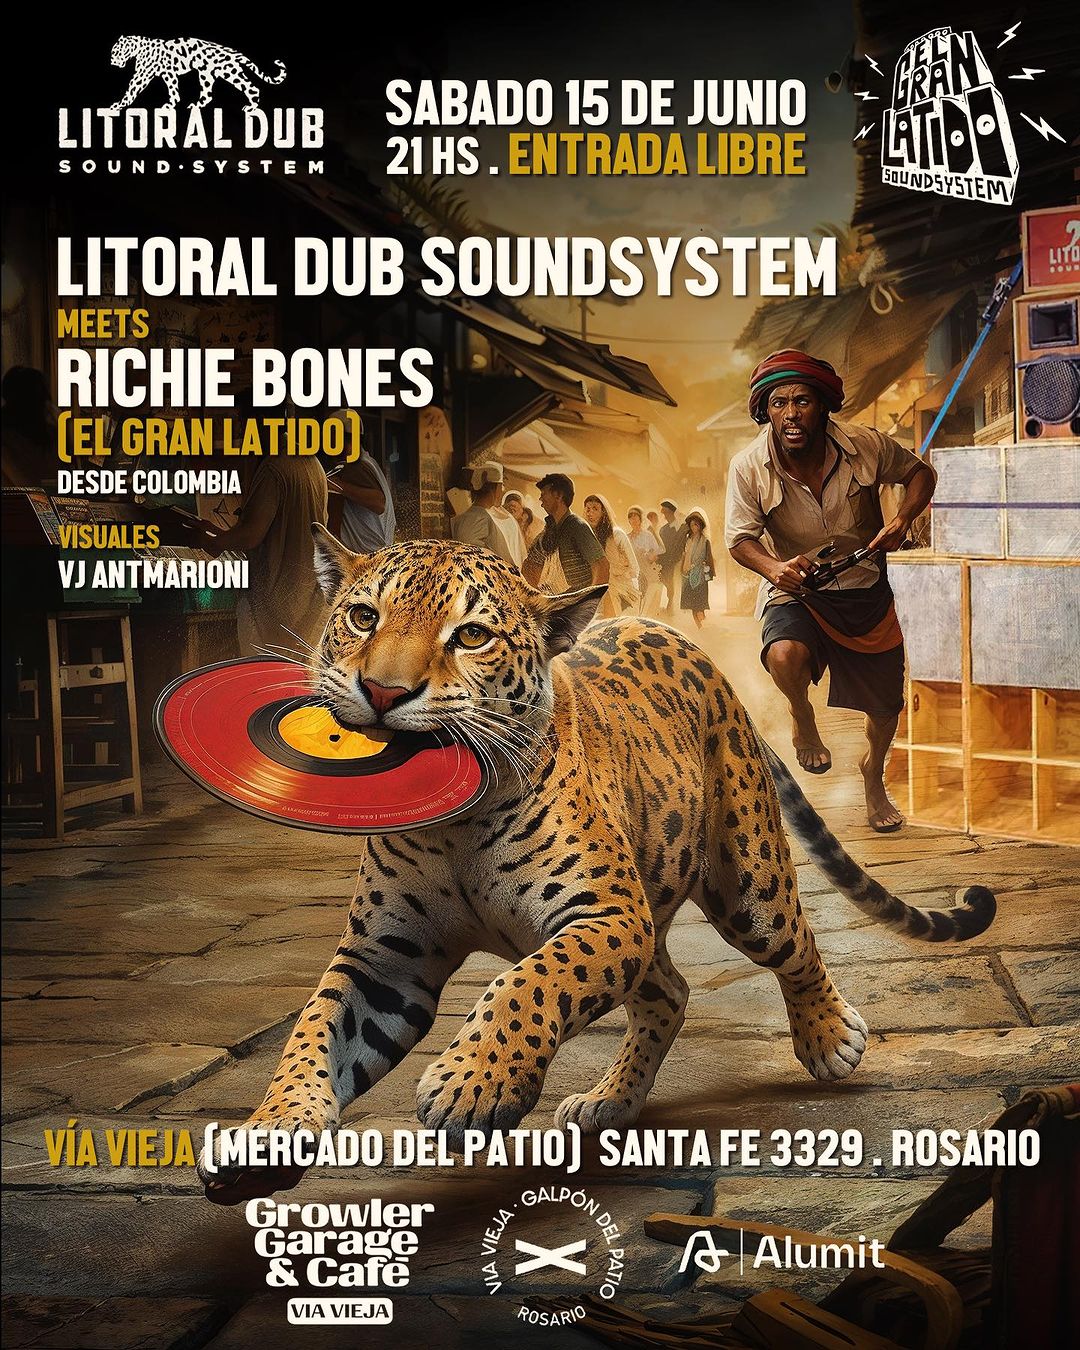 LITORAL DUB
SOUND·SYSTEM
SABADO 15 DE JUNIO
21 HS . ENTRADA LIBRE
GRAN
LATIDO
SOUNDSYSTEM
LITORAL DUB SOUNDSYSTEM
MEETS
RICHIE BONES
(EL GRAN LATIDO)
DESDE COLOMBIA
VISUALES
VJ ANTMARIONI
VÍA VIEJA (MERCADO DEL PATIO) SANTA FE 3329 . ROSARIO
Growler
Garage
& Café
VIA VIEJA
VIA VIEJA · GALPÓN DEL PATIO
ROSARIO
Alumit